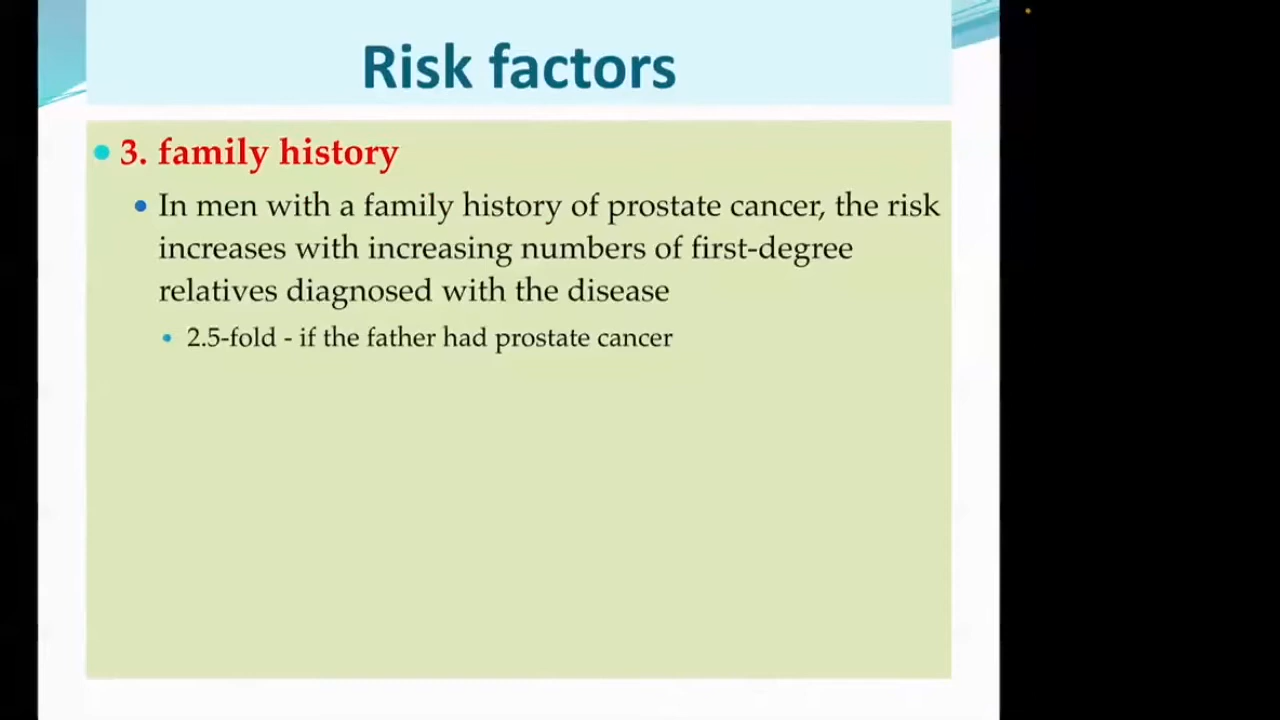 Risk factors
3. family history
In men with a family history of prostate cancer, the risk
increases with increasing numbers of first-degree
relatives diagnosed with the disease
2.5-fold - if the father had prostate cancer